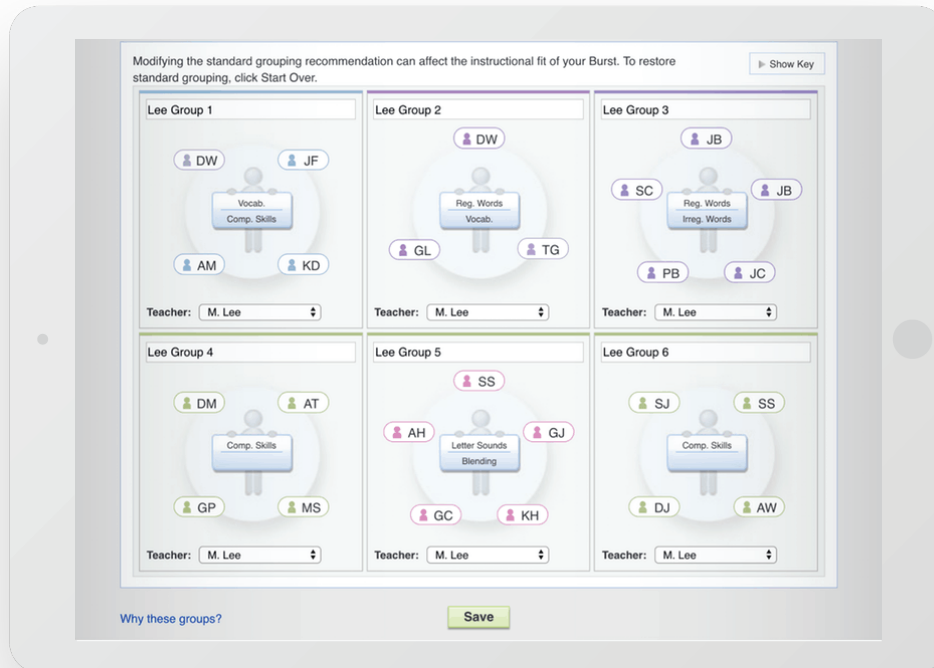 Modifying the standard grouping recommendation can affect the instructional fit of your Burst. To restore
standard grouping, click Start Over.
Show Key
Lee Group 1
DW
JF
Vocab.
Comp. Skills
AM
KD
Teacher: M. Lee
Lee Group 2
DW
Reg. Words
Vocab.
GL
TG
Teacher: M. Lee
Lee Group 3
JB
SC
JB
Reg. Words
Irreg. Words
PB
JC
Teacher: M. Lee
Lee Group 4
DM
AT
Comp. Skills
GP
MS
Teacher: M. Lee
Lee Group 5
SS
AH
GJ
Letter Sounds
Blending
GC
KH
Teacher: M. Lee
Lee Group 6
SJ
SS
Comp. Skills
DJ
AW
Teacher: M. Lee
Why these groups?
Save